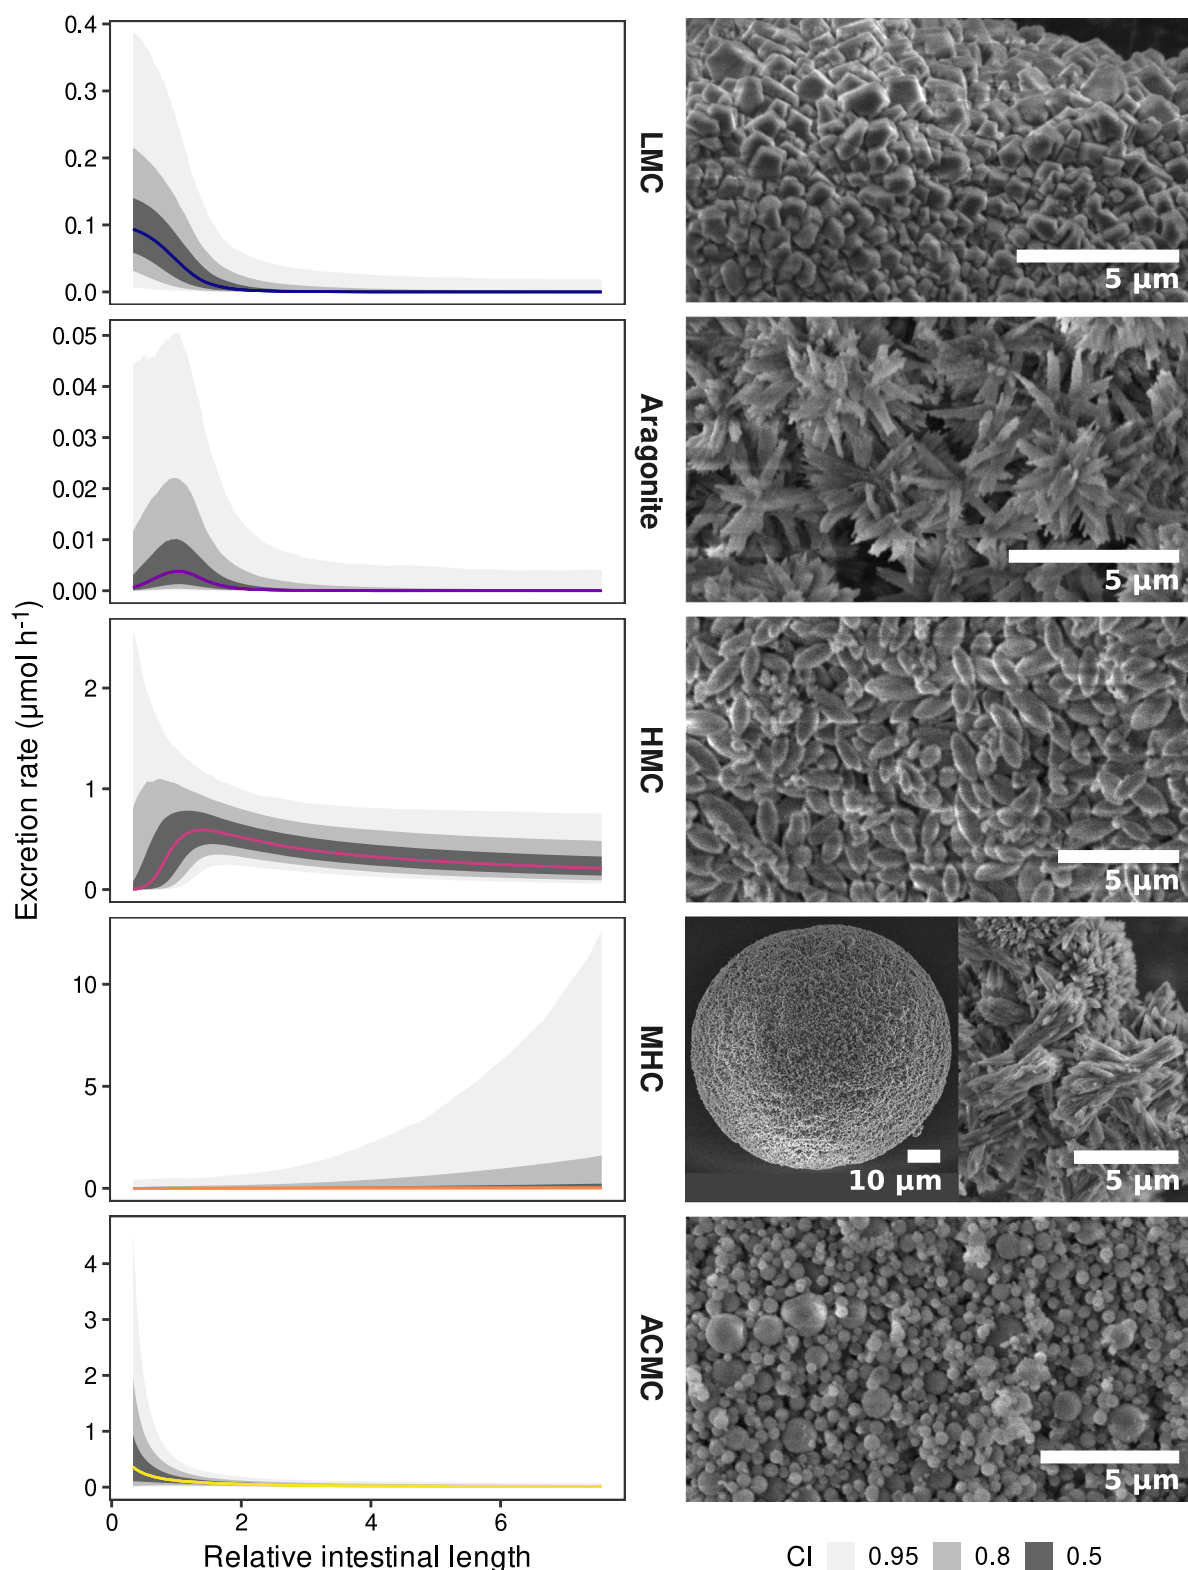 Excretion rate (µmol h-1)
0.4
0.3
0.2
0.1
0.0
LMC
5 µm
0.05
0.04
0.03
0.02
0.01
0.00
Aragonite
5 µm
2
1
0
HMC
5 µm
10
5
0
MHC
10 µm
5 µm
4
3
2
1
0
ACMC
5 µm
0 2 4 6
Relative intestinal length
CI 0.95 0.8 0.5